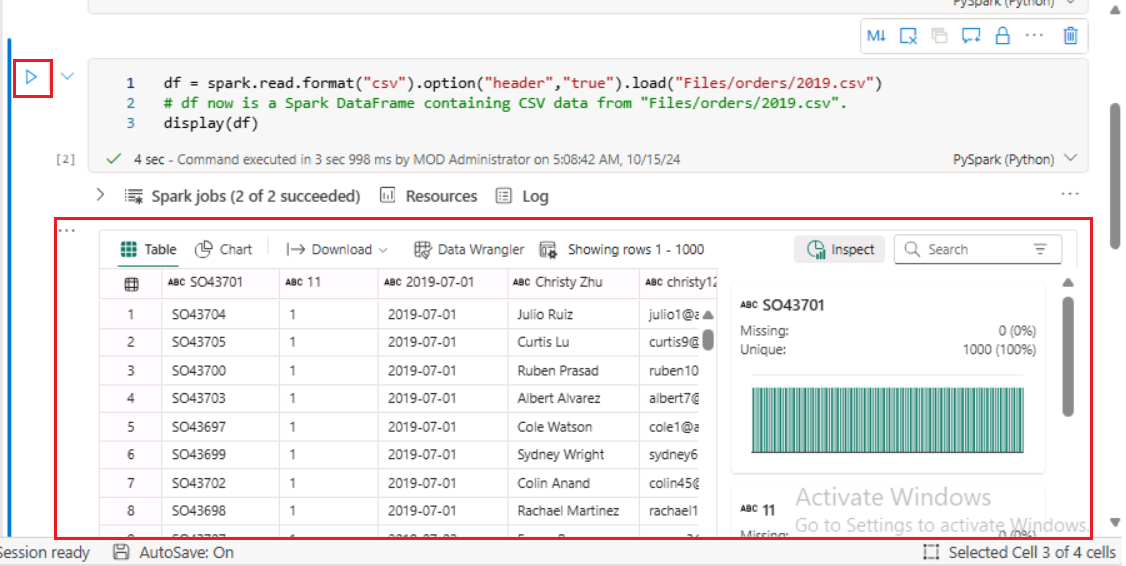 PySpark (Python)
M↓
1 df = spark.read.format("csv").option("header","true").load("Files/orders/2019.csv")
2 # df now is a Spark DataFrame containing CSV data from "Files/orders/2019.csv".
3 display(df)
[2] 4 sec - Command executed in 3 sec 998 ms by MOD Administrator on 5:08:42 AM, 10/15/24 PySpark (Python)
Spark jobs (2 of 2 succeeded) Resources Log
Table Chart Download Data Wrangler Showing rows 1 - 1000 Inspect Search
ABC SO43701 ABC 11 ABC 2019-07-01 ABC Christy Zhu ABC christy12
1 SO43704 1 2019-07-01 Julio Ruiz julio1@a
2 SO43705 1 2019-07-01 Curtis Lu curtis9@
3 SO43700 1 2019-07-01 Ruben Prasad ruben10
4 SO43703 1 2019-07-01 Albert Alvarez albert7@
5 SO43697 1 2019-07-01 Cole Watson cole1@a
6 SO43699 1 2019-07-01 Sydney Wright sydney6
7 SO43702 1 2019-07-01 Colin Anand colin45@
8 SO43698 1 2019-07-01 Rachael Martinez rachael1
ABC SO43701
Missing: 0 (0%)
Unique: 1000 (100%)
ABC 11
Missing: 0 (0%)
Activate Windows
Go to Settings to activate Windows.
Session ready AutoSave: On Selected Cell 3 of 4 cells